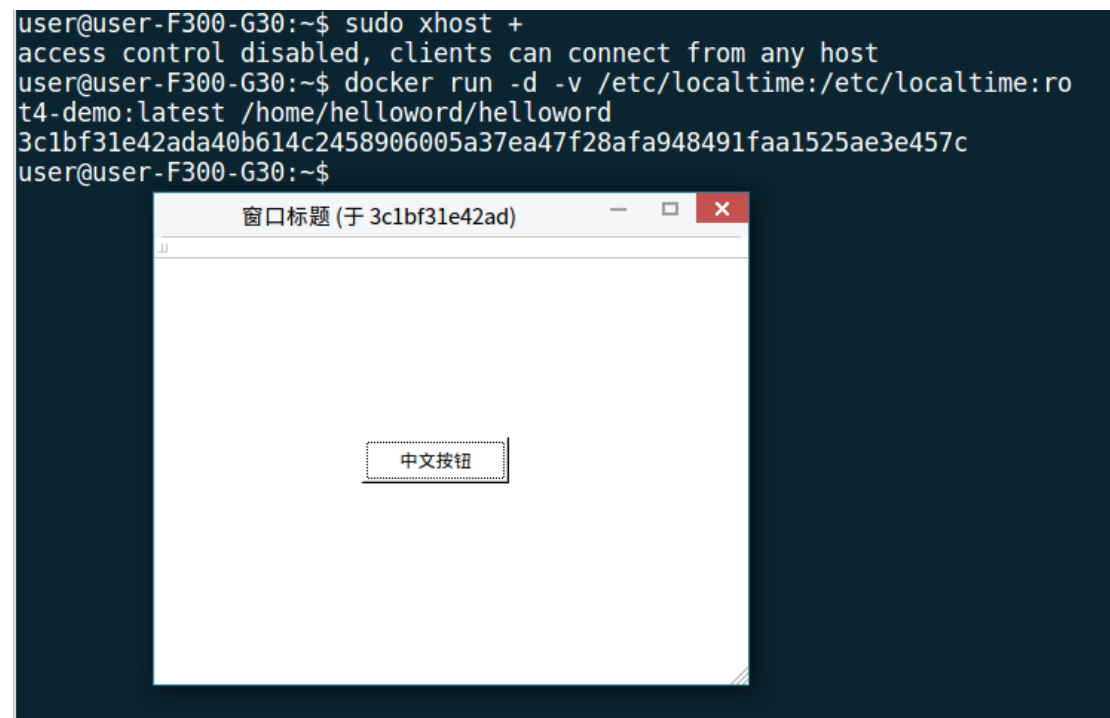 user@user-F300-G30:~$ sudo xhost +
access control disabled, clients can connect from any host
user@user-F300-G30:~$ docker run -d -v /etc/localtime:/etc/localtime:ro
t4-demo:latest /home/helloword/helloword
3c1bf31e42ada40b614c2458906005a37ea47f28afa948491faa1525ae3e457c
user@user-F300-G30:~$
窗口标题 (于 3c1bf31e42ad)
中文按钮